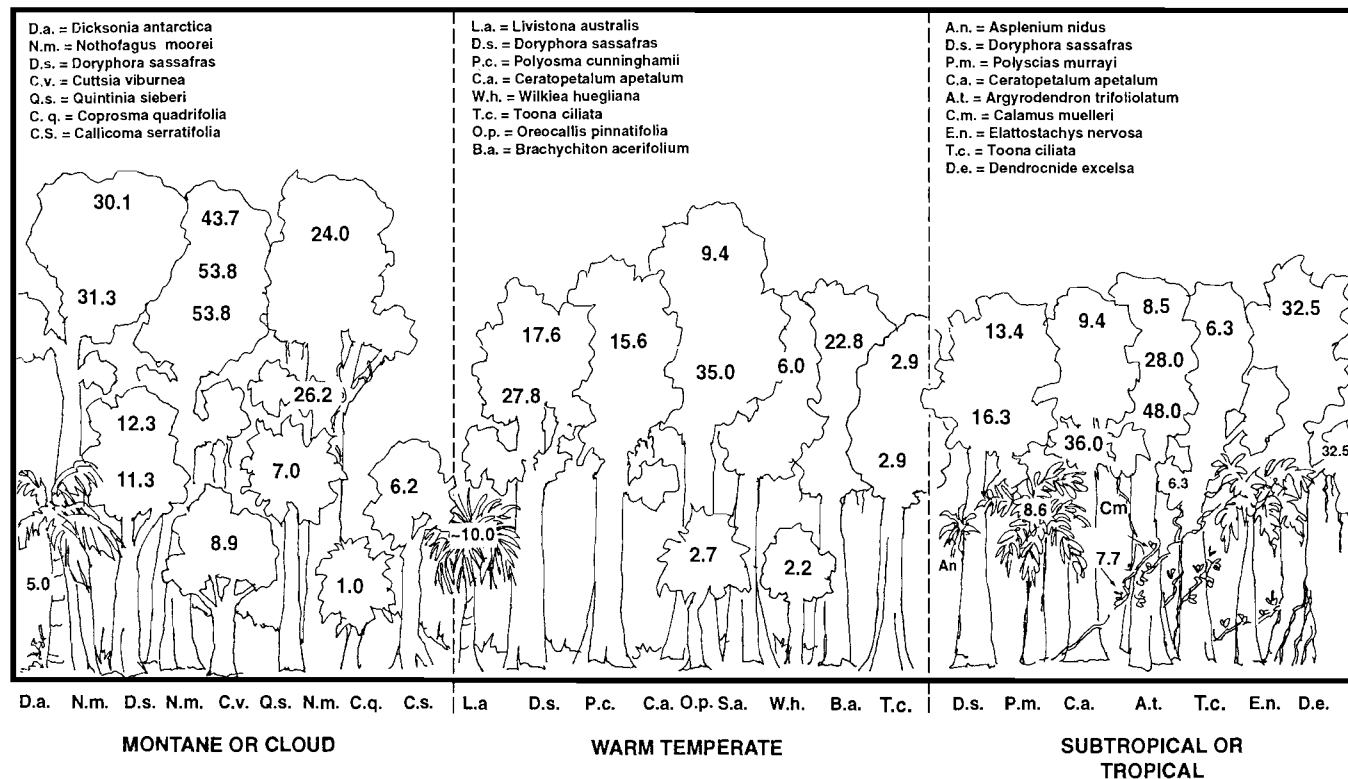 D.a. = Dicksonia antarctica
N.m. = Nothofagus moorei
D.s. = Doryphora sassafras
C.v. = Cuttsia viburnea
Q.s. = Quintinia sieberi
C. q. = Coprosma quadrifolia
C.S. = Callicoma serratifolia
L.a. = Livistona australis
D.s. = Doryphora sassafras
P.c. = Polyosma cunninghamii
C.a. = Ceratopetalum apetalum
W.h. = Wilkiea huegliana
T.c. = Toona ciliata
O.p. = Oreocallis pinnatifolia
B.a. = Brachychiton acerifolium
A.n. = Asplenium nidus
D.s. = Doryphora sassafras
P.m. = Polyscias murrayi
C.a. = Ceratopetalum apetalum
A.t. = Argyrodendron trifoliolatum
C.m. = Calamus muelleri
E.n. = Elattostachys nervosa
T.c. = Toona ciliata
D.e. = Dendrocnide excelsa
30.1
43.7
24.0
53.8
31.3
53.8
26.2
12.3
11.3
7.0
6.2
8.9
5.0
1.0
9.4
17.6
15.6
22.8
6.0
2.9
35.0
27.8
2.9
~10.0
2.7
2.2
13.4
9.4
8.5
6.3
32.5
28.0
16.3
48.0
36.0
32.5
6.3
8.6
Cm
An
7.7
D.a. N.m. D.s. N.m. C.v. Q.s. N.m. C.q. C.s. L.a D.s. P.c. C.a. O.p. S.a. W.h. B.a. T.c. D.s. P.m. C.a. A.t. T.c. E.n. D.e.
MONTANE OR CLOUD
WARM TEMPERATE
SUBTROPICAL OR
TROPICAL